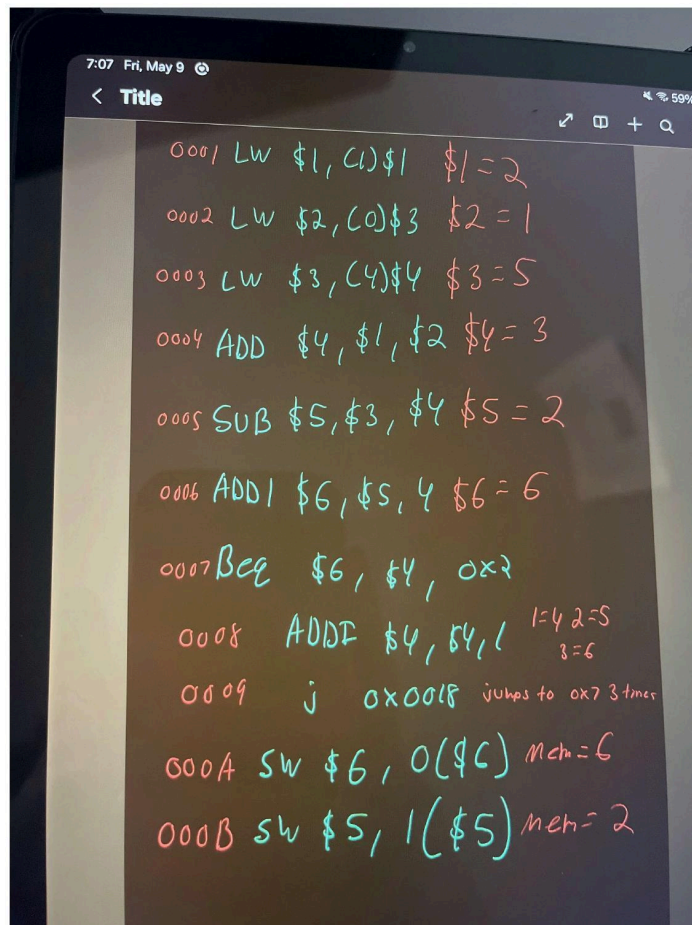 7:07 Fri, May 9
59%
< Title
0001 LW $1, (1)$1 $1=2
0002 LW $2, (0)$3 $2=1
0003 LW $3, (4)$4 $3=5
0004 ADD $4, $1, $2 $4=3
0005 SUB $5, $3, $4 $5=2
0006 ADDI $6, $5, 4 $6=6
0007 Beq $6, $4, 0x2
0008 ADDI $4, $4, 1 1=4 2=5
3=6
0009 j 0x0018 jumps to 0x7 3 times
000A SW $6, 0($6) Mem=6
000B SW $5, 1($5) Mem=2